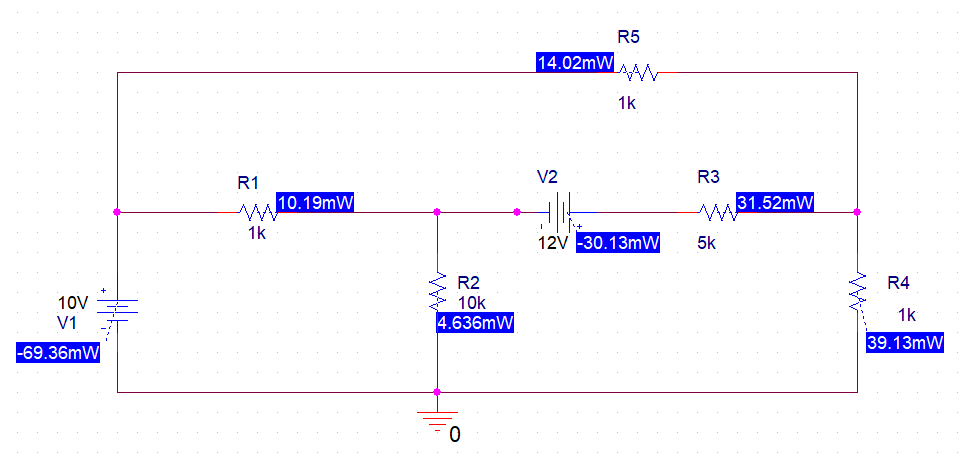 R5
14.02mW
1k
R1
10.19mW
1k
V2
12V
-30.13mW
R3
31.52mW
5k
+
10V
V1
-
-69.36mW
R2
10k
4.636mW
R4
1k
39.13mW
0